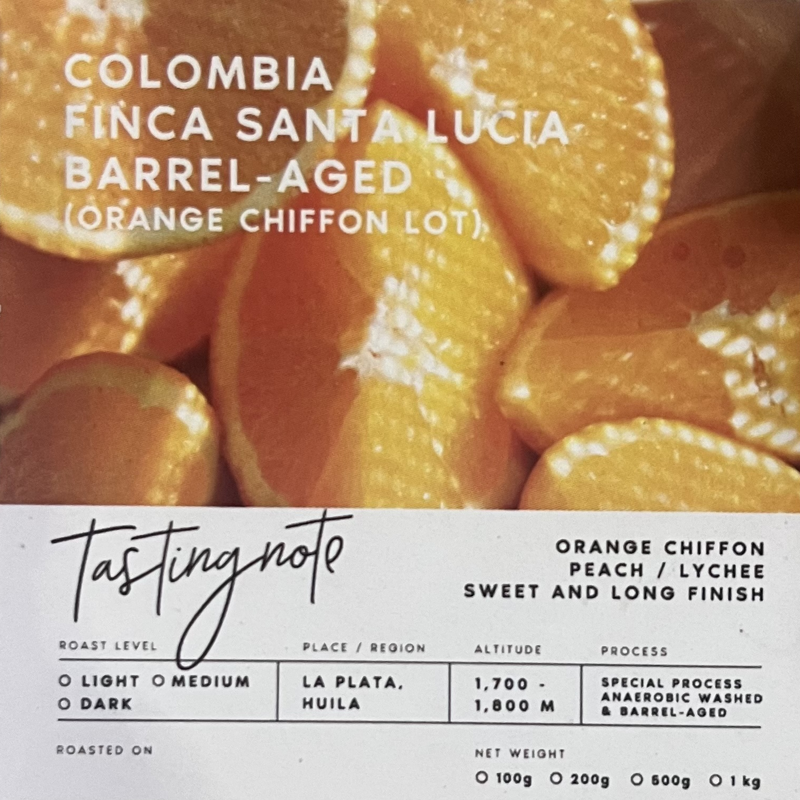 COLOMBIA
FINCA SANTA LUCIA
BARREL-AGED
(ORANGE CHIFFON LOT)
Tasting note
ORANGE CHIFFON
PEACH / LYCHEE
SWEET AND LONG FINISH
ROAST LEVEL
O LIGHT O MEDIUM
O DARK
PLACE / REGION
LA PLATA,
HUILA
ALTITUDE
1,700 -
1,800 M
PROCESS
SPECIAL PROCESS
ANAEROBIC WASHED
& BARREL-AGED
ROASTED ON
NET WEIGHT
O 100g O 200g O 500g O 1 kg